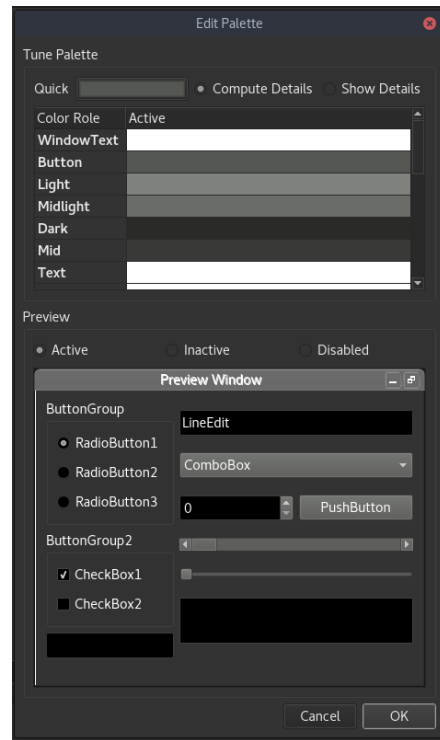 Edit Palette
Tune Palette
Quick Compute Details Show Details
Color Role Active
WindowText
Button
Light
Midlight
Dark
Mid
Text
Preview
Active Inactive Disabled
Preview Window
ButtonGroup
RadioButton1
RadioButton2
RadioButton3
ButtonGroup2
CheckBox1
CheckBox2
LineEdit
ComboBox
0 PushButton
Cancel OK